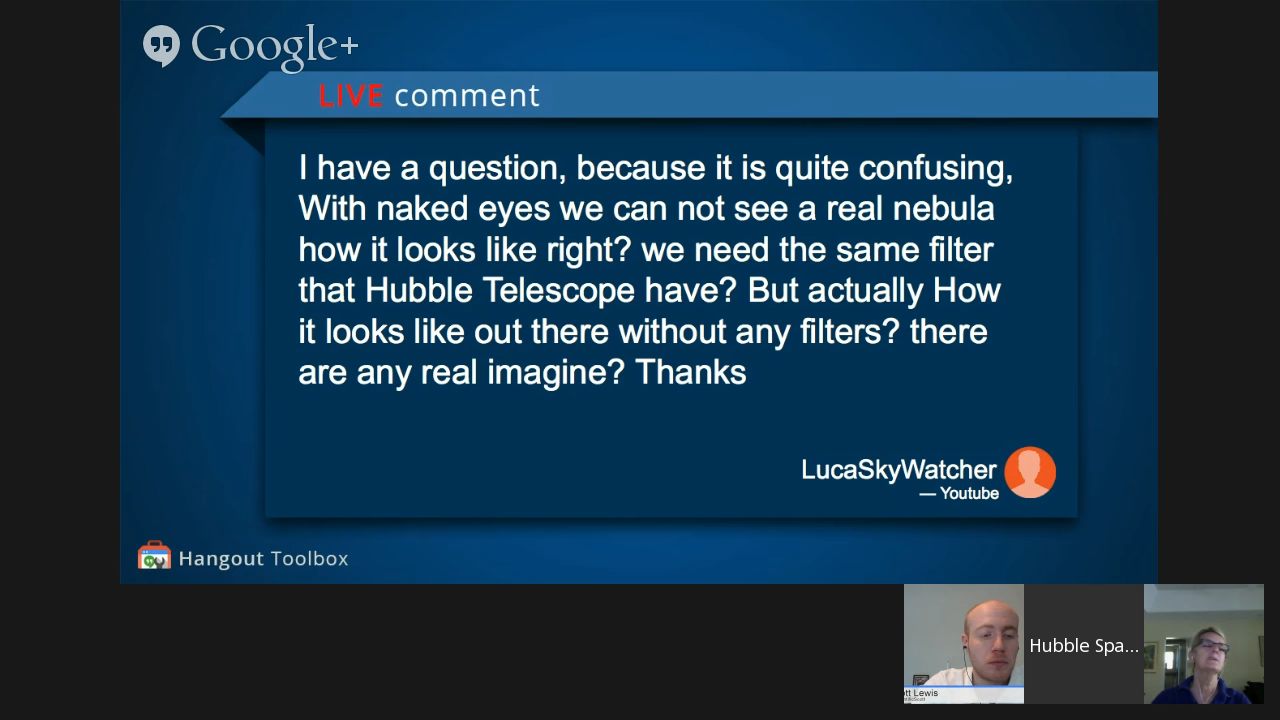 Google+
LIVE comment
I have a question, because it is quite confusing,
With naked eyes we can not see a real nebula
how it looks like right? we need the same filter
that Hubble Telescope have? But actually How
it looks like out there without any filters? there
are any real imagine? Thanks
LucaSkyWatcher
— Youtube
Hangout Toolbox
Hubble Spa...
ott Lewis